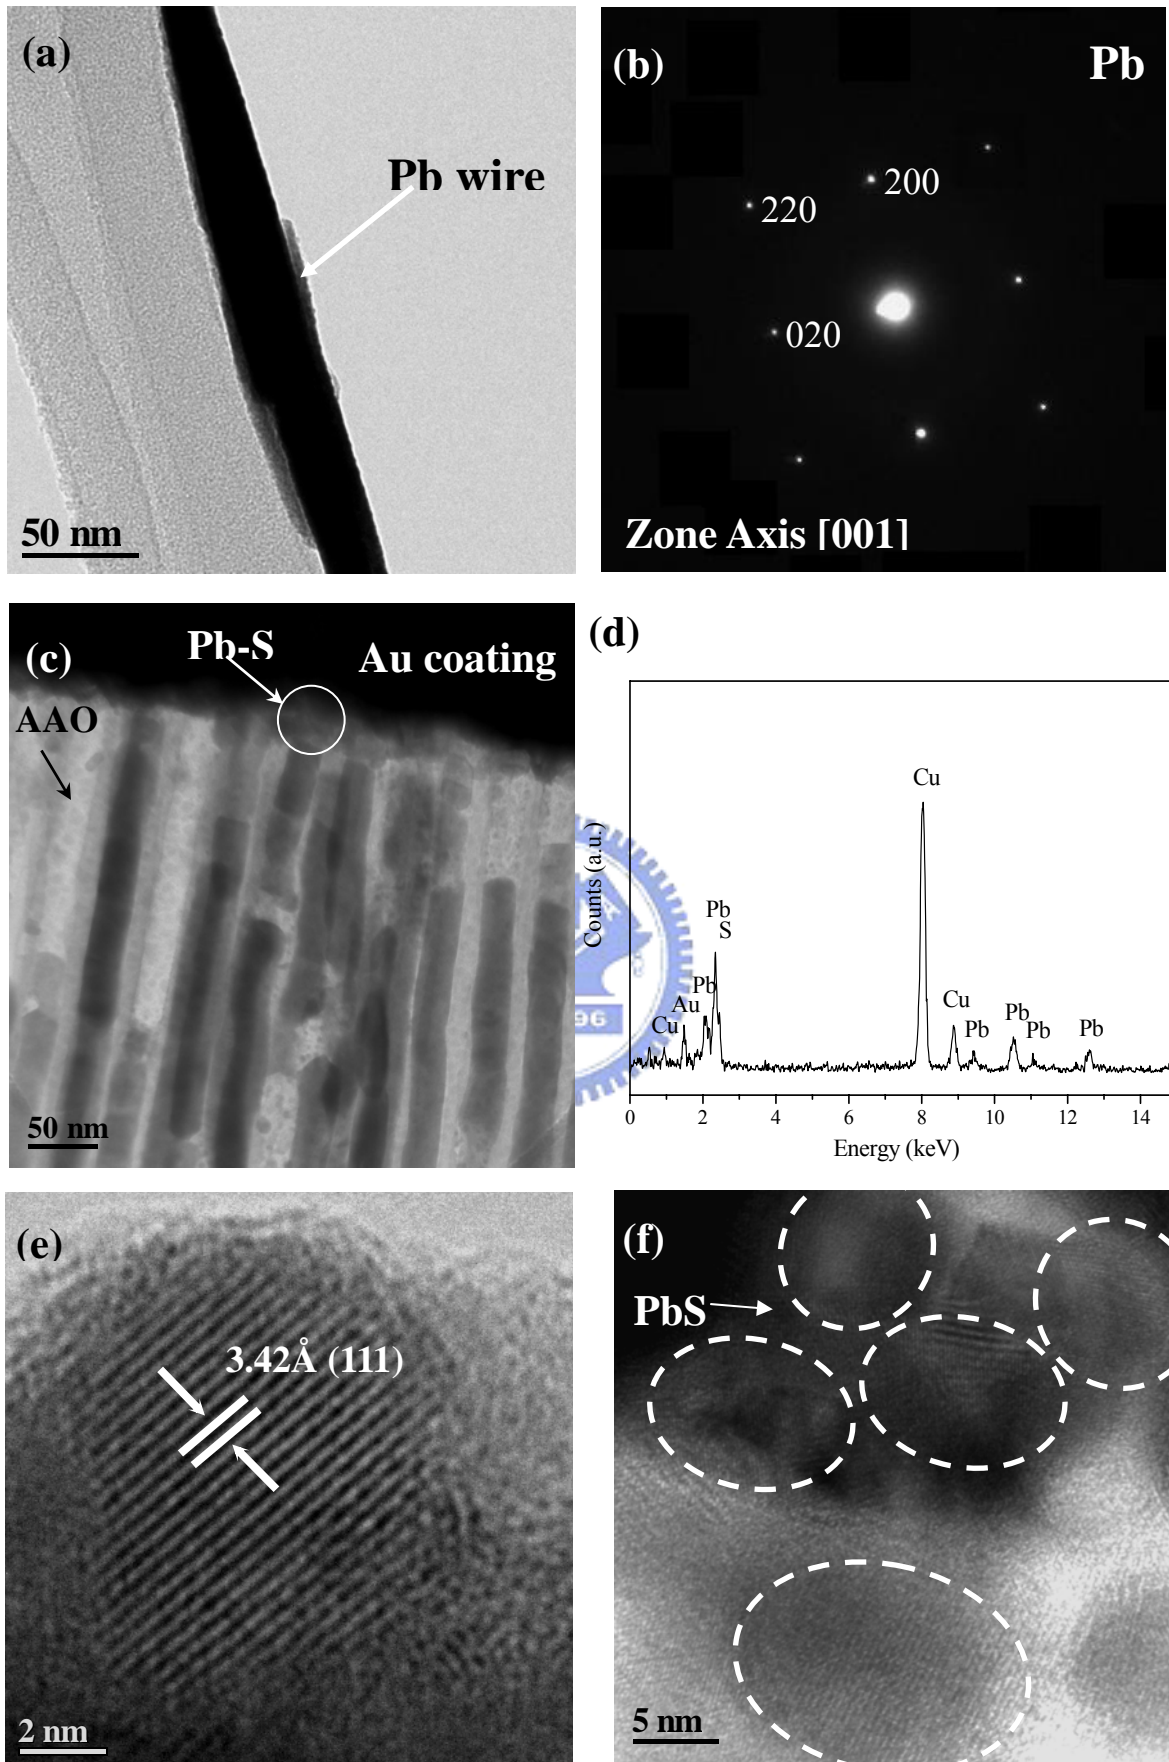 (a)
Pb wire
50 nm
(b)
Pb
200
220
020
Zone Axis [001]
(c)
Pb-S
Au coating
AAO
50 nm
(d)
Counts (a.u.)
Cu
Pb
S
Pb
Au
Cu
Cu
Pb
Pb
Pb
Pb
96
0 2 4 6 8 10 12 14
Energy (keV)
(e)
3.42Å (111)
2 nm
(f)
PbS
5 nm